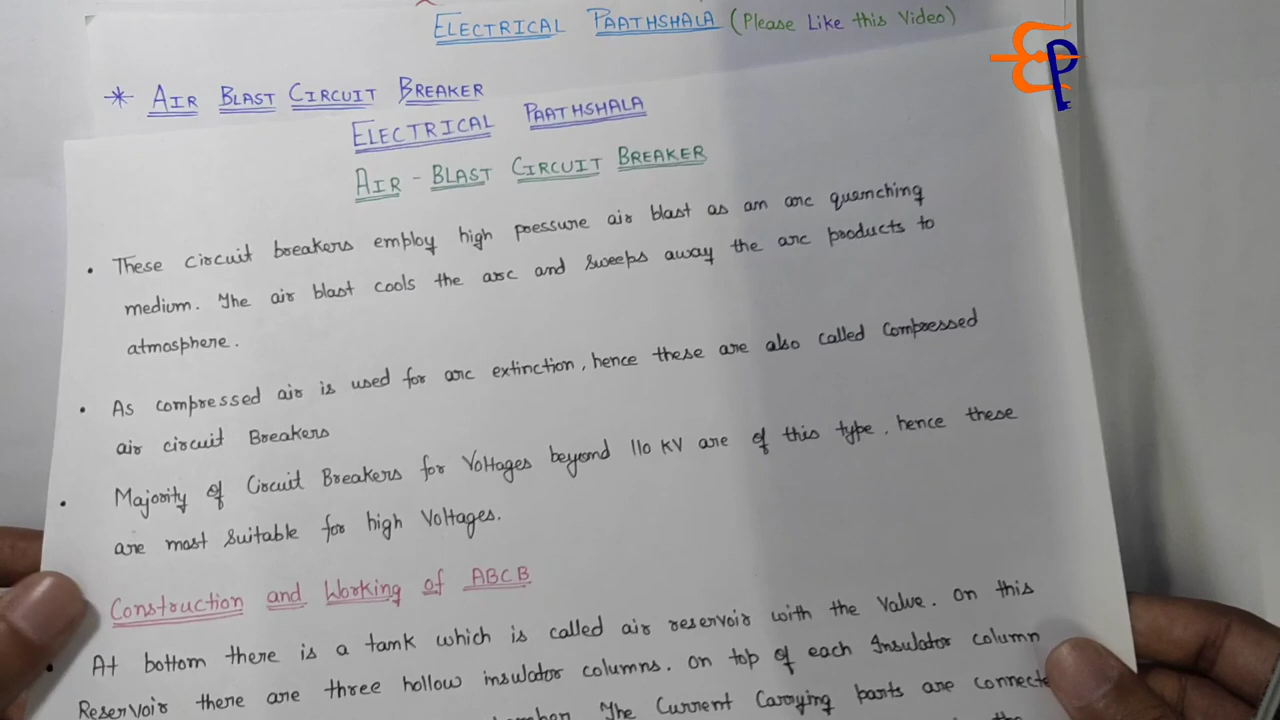 ELECTRICAL PAATHSHALA (Please Like this Video)
EP
* AIR BLAST CIRCUIT BREAKER
ELECTRICAL PAATHSHALA
AIR - BLAST CIRCUIT BREAKER
• These circuit breakers employ high pressure air blast as an arc quenching
medium. The air blast cools the arc and sweeps away the arc products to
atmosphere.
• As compressed air is used for arc extinction, hence these are also called Compressed
air circuit Breakers
• Majority of Circuit Breakers for Voltages beyond 110 KV are of this type. hence these
are most suitable for high Voltages.
Construction and Working of ABCB
• At bottom there is a tank which is called air reservoir with the Valve. On this
Reservoir there are three hollow insulator columns. On top of each Insulator column
The Current Carrying parts are connecte